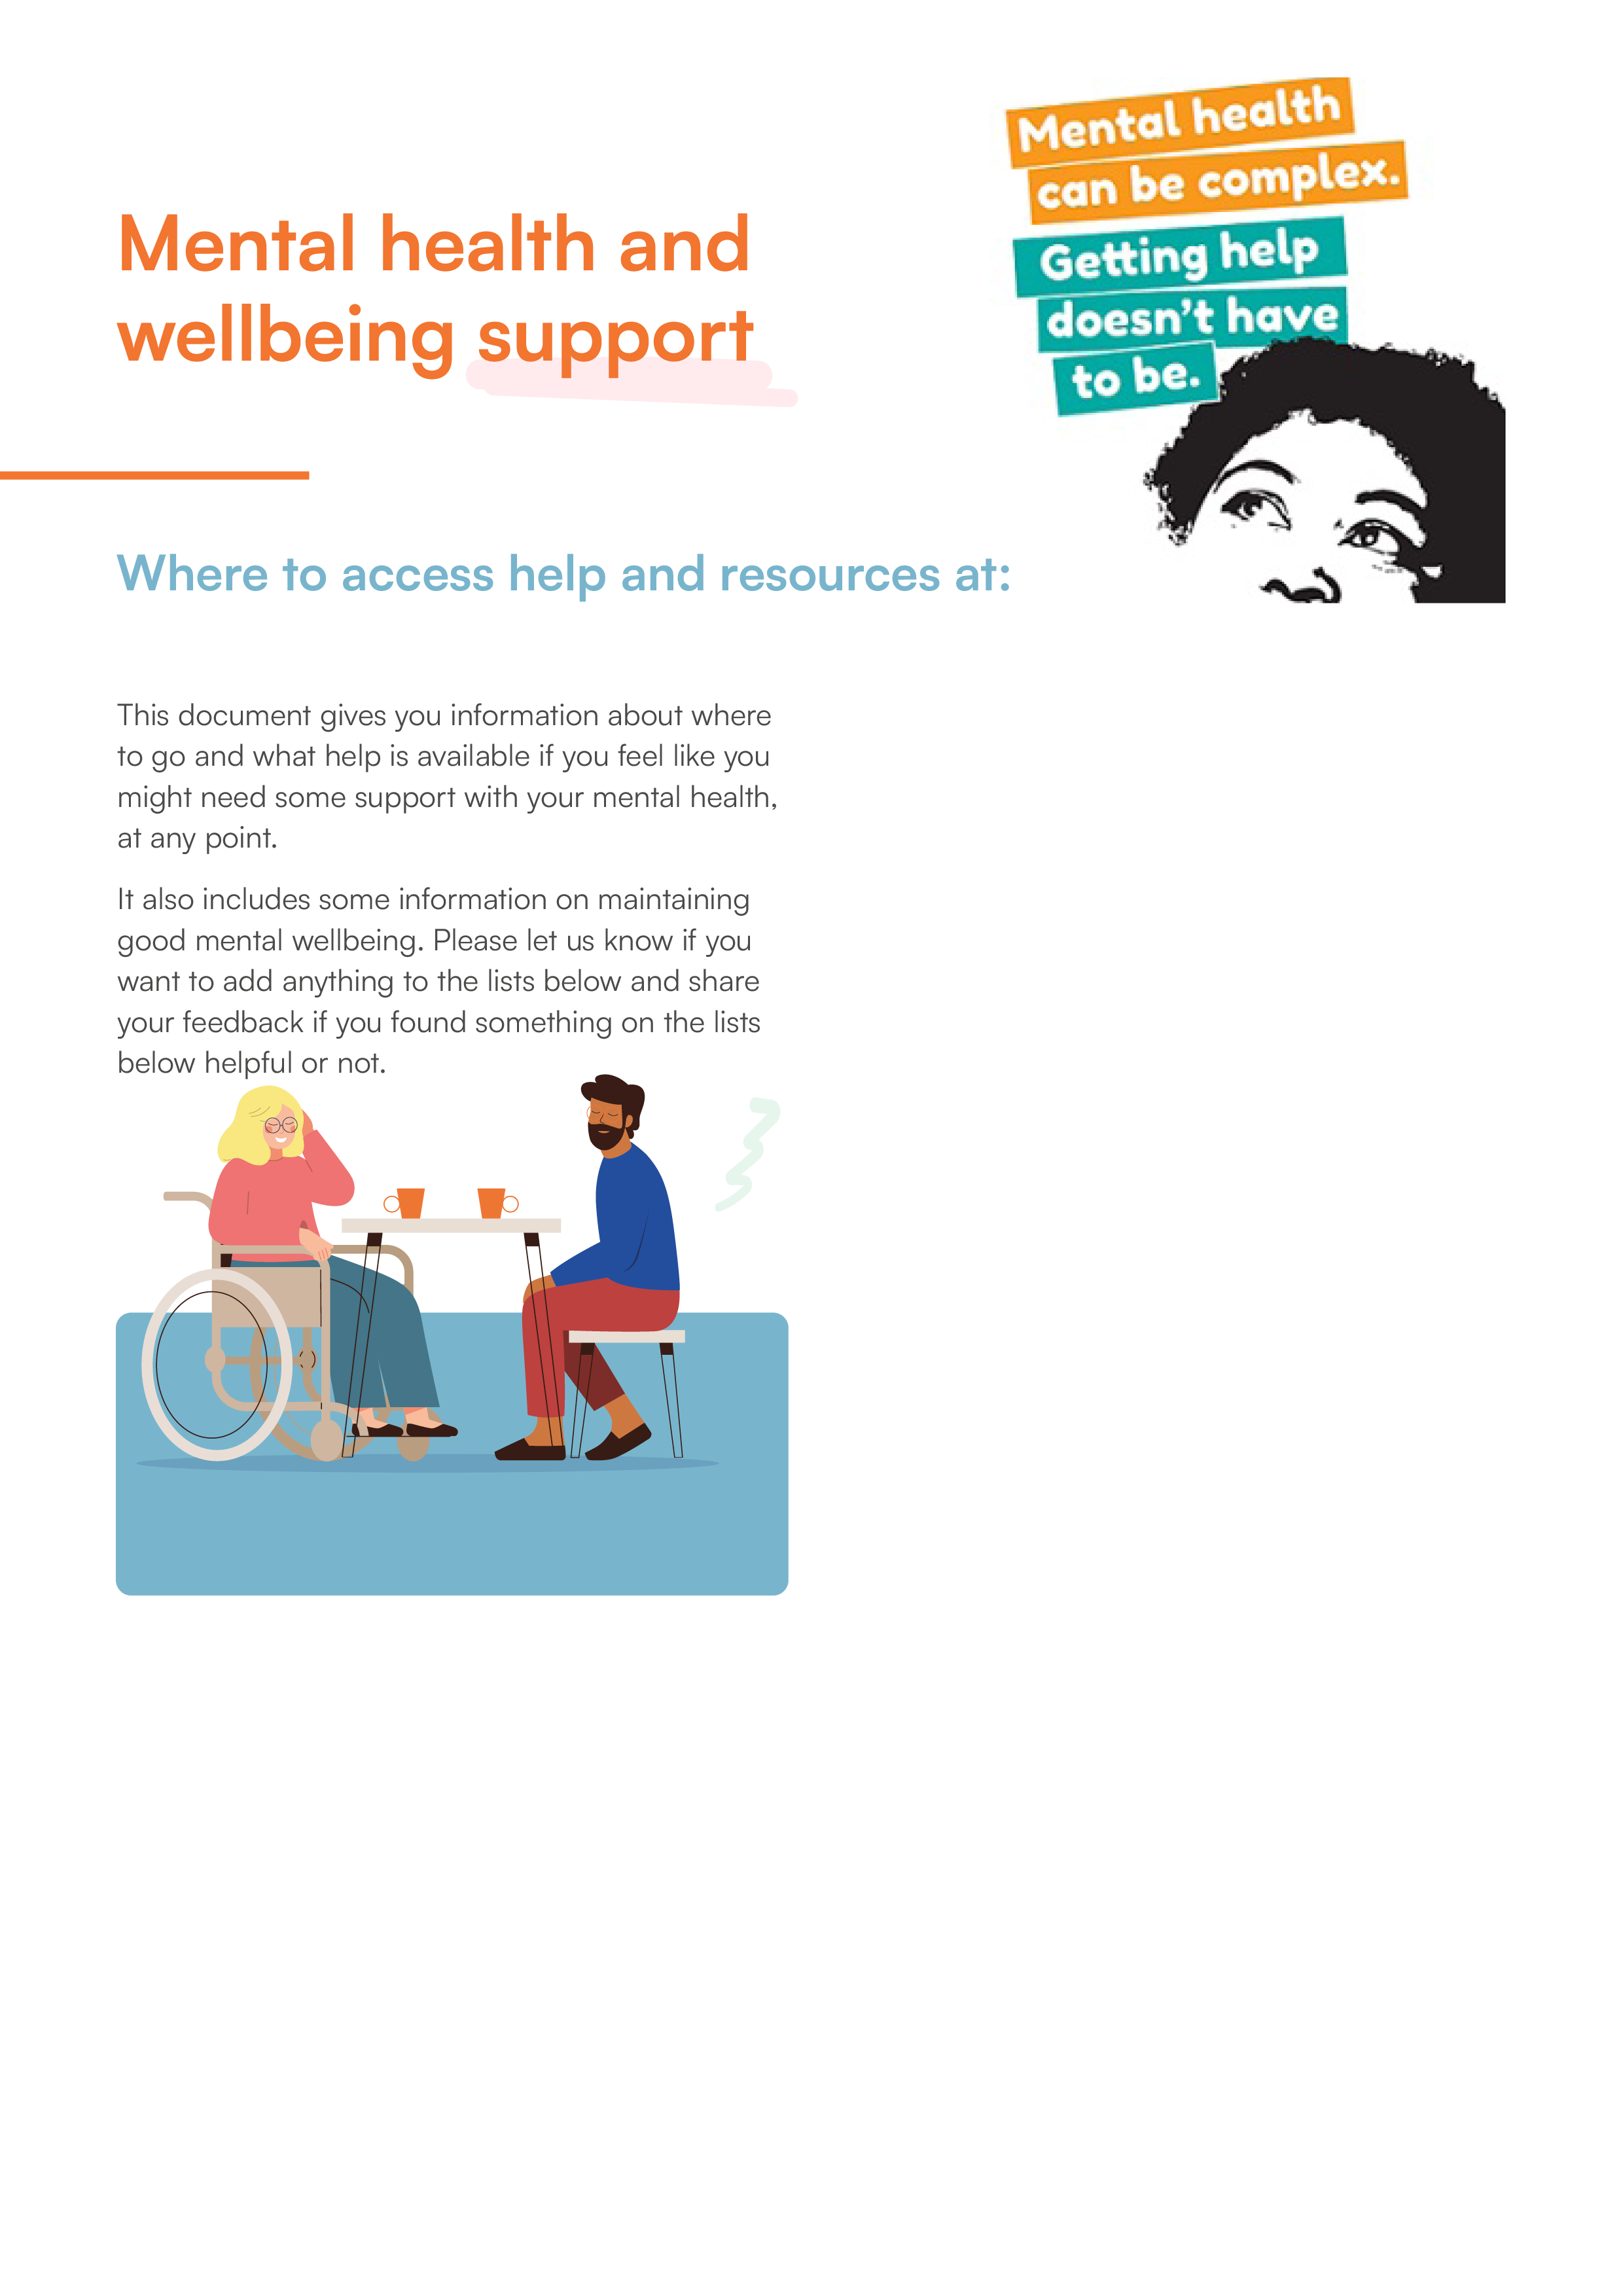 Mental health and
wellbeing support
Mental health
can be complex.
Getting help
doesn't have
to be.
Where to access help and resources at:
This document gives you information about where
to go and what help is available if you feel like you
might need some support with your mental health,
at any point.
It also includes some information on maintaining
good mental wellbeing. Please let us know if you
want to add anything to the lists below and share
your feedback if you found something on the lists
below helpful or not.